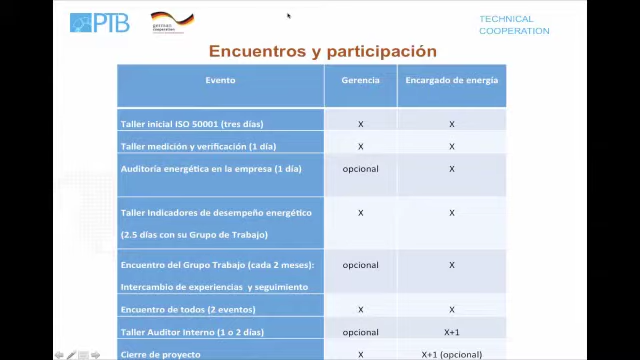 PTB
german
cooperation
TECHNICAL
COOPERATION
Encuentros y participación
Evento Gerencia Encargado de energía
Taller inicial ISO 50001 (tres días) X X
Taller medición y verificación (1 día) X X
Auditoría energética en la empresa (1 día) opcional X
Taller Indicadores de desempeño energético X X
(2.5 días con su Grupo de Trabajo)
Encuentro del Grupo Trabajo (cada 2 meses): opcional X
Intercambio de experiencias y seguimiento
Encuentro de todos (2 eventos) X X
Taller Auditor Interno (1 o 2 días) opcional X+1
Cierre de proyecto X X+1 (opcional)